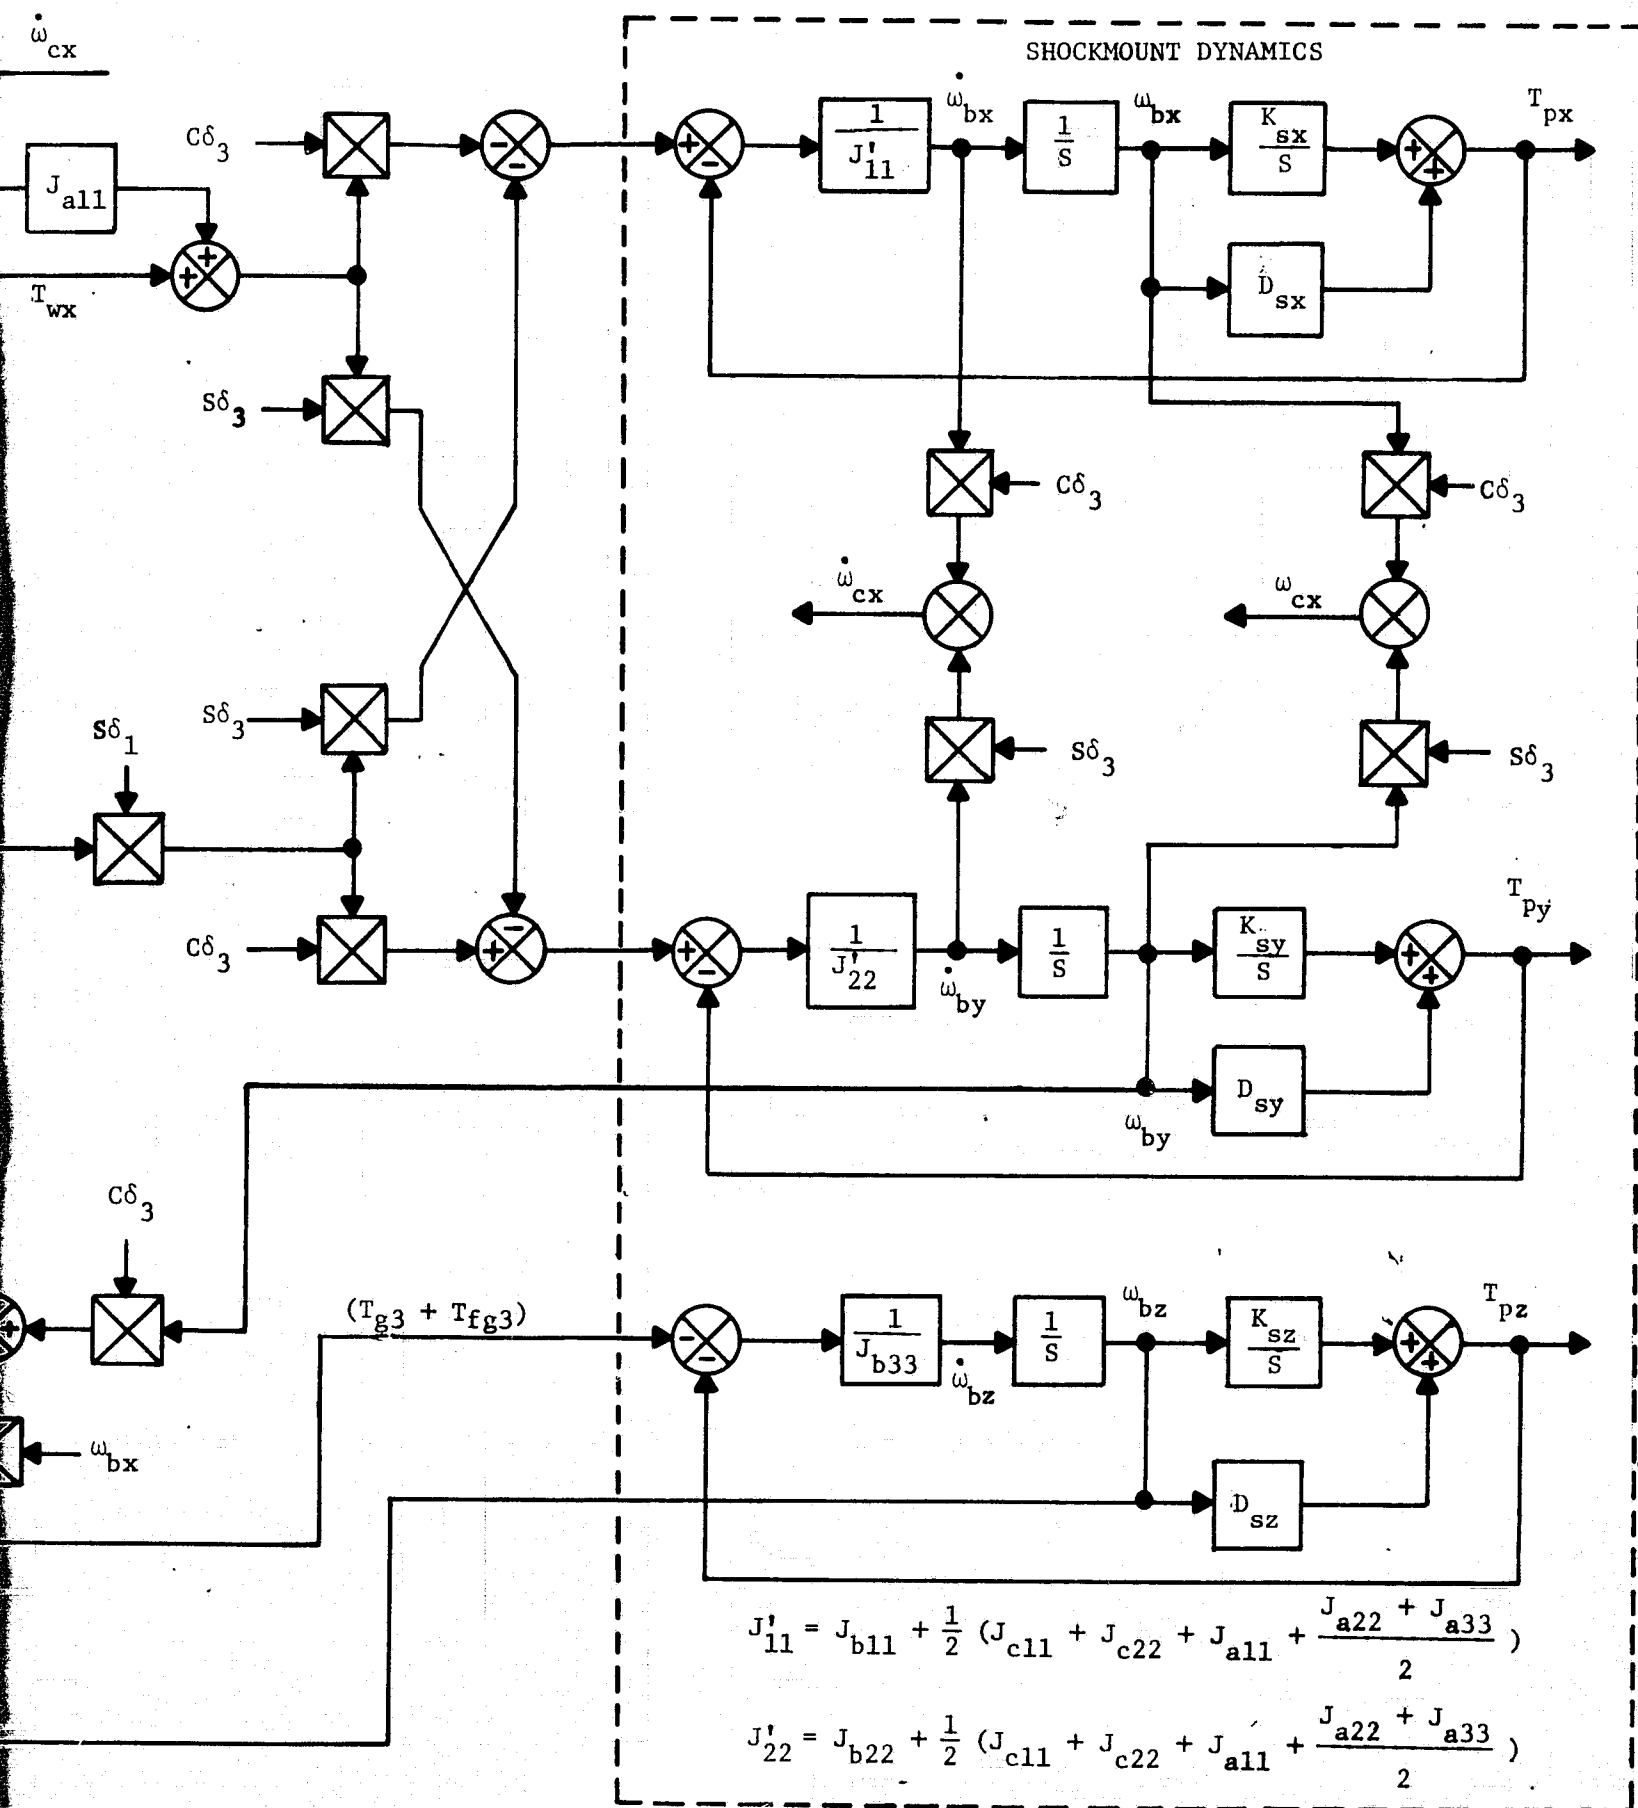 ω̇cx
SHOCKMOUNT DYNAMICS
Cδ3
- -
+ -
1/J'11
ω̇bx
1/S
ωbx
Ksx/S
+ +
Tpx
Ja11
+ +
Twx
Dsx
Sδ3
Cδ3
Cδ3
ω̇cx
ωcx
Sδ3
Sδ1
Sδ3
Sδ3
Cδ3
+ -
+ -
1/J'22
ω̇by
1/S
Ksy/S
+ +
Tpy
Dsy
ωby
Cδ3
+
(Tg3 + Tfg3)
- -
1/Jb33
ω̇bz
1/S
ωbz
Ksz/S
+ +
Tpz
ωbx
Dsz
J'11 = Jb11 + 1/2 (Jc11 + Jc22 + Ja11 + (Ja22 + Ja33)/2 )
J'22 = Jb22 + 1/2 (Jc11 + Jc22 + Ja11 + (Ja22 + Ja33)/2 )